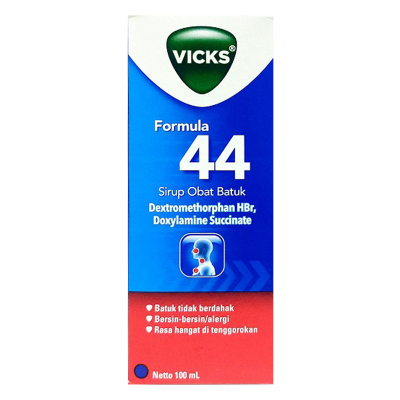 VICKS®
Formula
44
Sirup Obat Batuk
Dextromethorphan HBr,
Doxylamine Succinate
Batuk tidak berdahak
Bersin-bersin/alergi
Rasa hangat di tenggorokan
Netto 100 mL